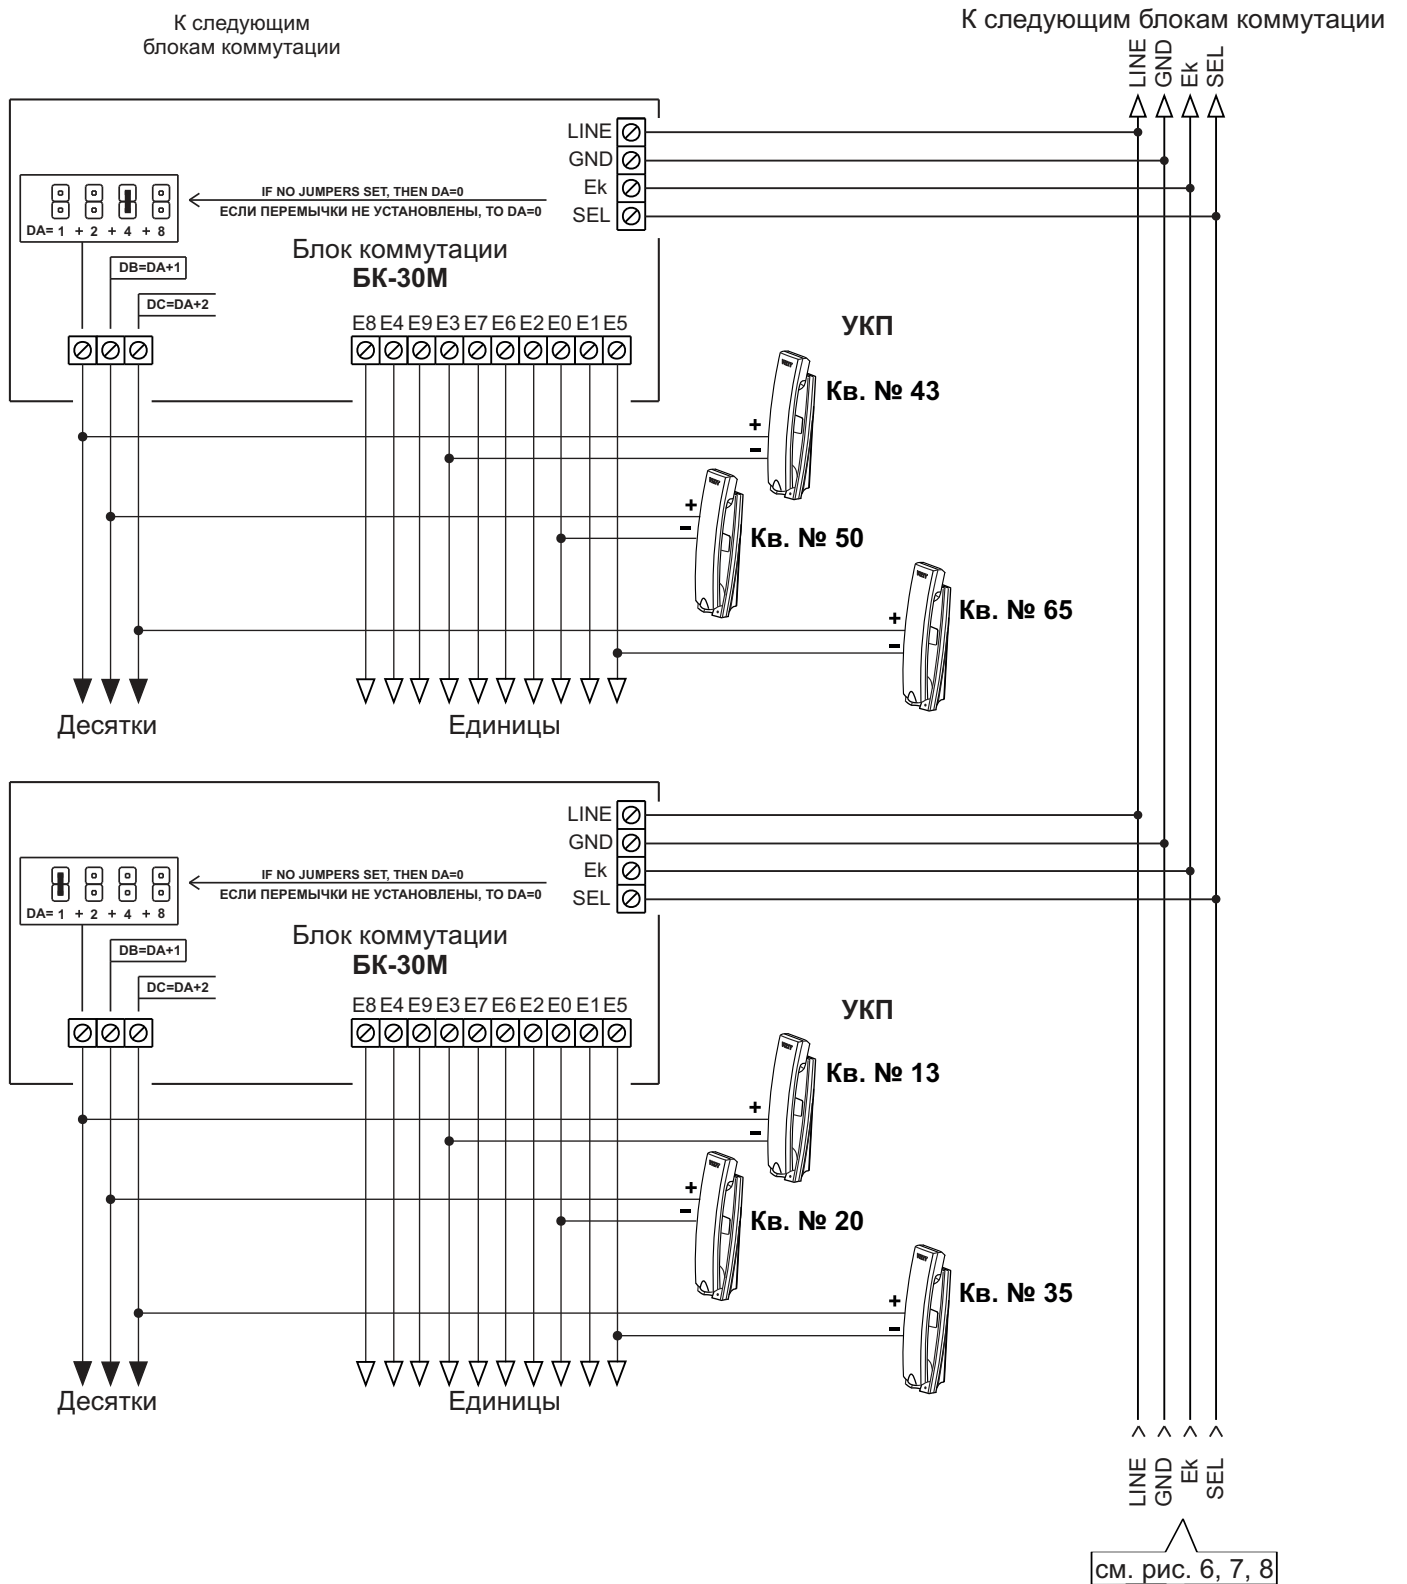 К следующим
блокам коммутации
К следующим блокам коммутации
LINE
GND
Ek
SEL
LINE
GND
Ek
SEL
IF NO JUMPERS SET, THEN DA=0
ЕСЛИ ПЕРЕМЫЧКИ НЕ УСТАНОВЛЕНЫ, ТО DA=0
DA= 1 + 2 + 4 + 8
Блок коммутации
БК-30М
DB=DA+1
DC=DA+2
E8 E4 E9 E3 E7 E6 E2 E0 E1 E5
УКП
Кв. № 43
+
−
+
−
Кв. № 50
+
−
Кв. № 65
Десятки
Единицы
LINE
GND
Ek
SEL
IF NO JUMPERS SET, THEN DA=0
ЕСЛИ ПЕРЕМЫЧКИ НЕ УСТАНОВЛЕНЫ, ТО DA=0
DA= 1 + 2 + 4 + 8
Блок коммутации
БК-30М
DB=DA+1
DC=DA+2
E8 E4 E9 E3 E7 E6 E2 E0 E1 E5
УКП
Кв. № 13
+
−
+
−
Кв. № 20
+
−
Кв. № 35
Десятки
Единицы
LINE
GND
Ek
SEL
см. рис. 6, 7, 8